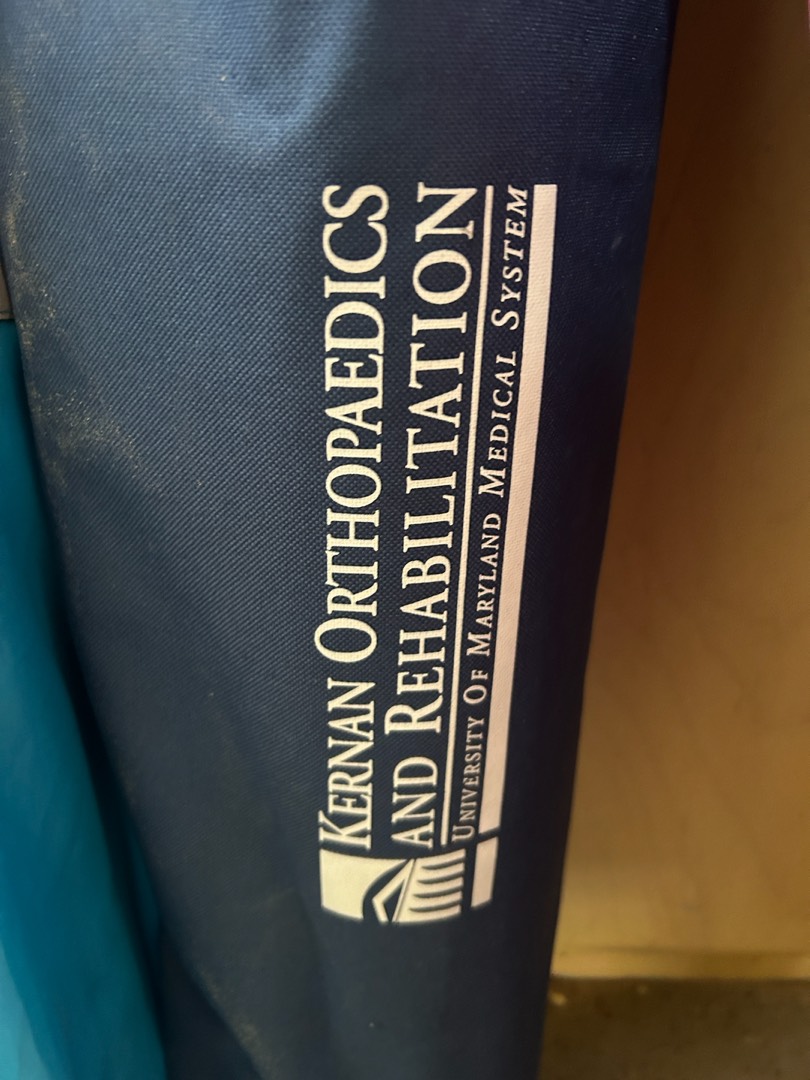 KERNAN ORTHOPAEDICS
AND REHABILITATION
UNIVERSITY OF MARYLAND MEDICAL SYSTEM